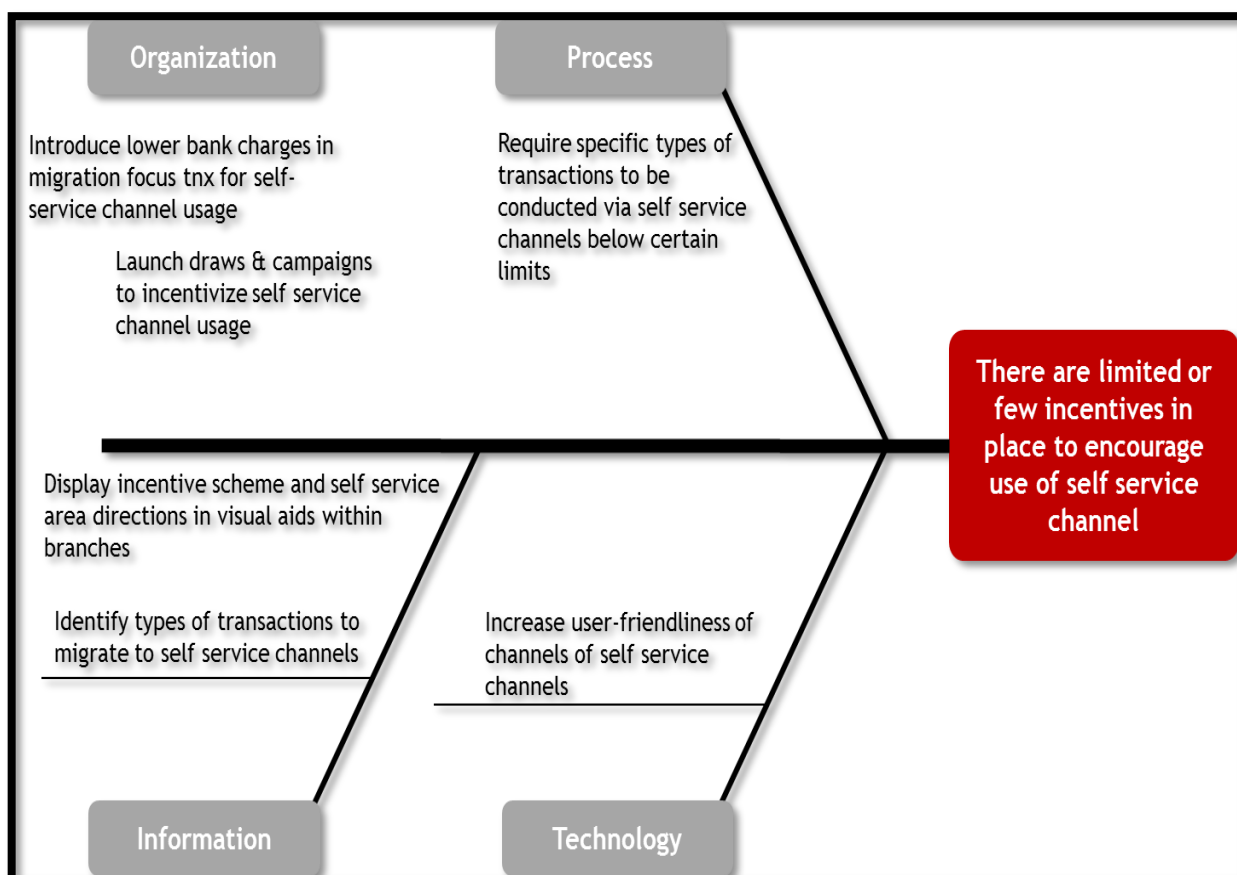 Organization
Process
Introduce lower bank charges in
migration focus tnx for self-
service channel usage
Launch draws & campaigns
to incentivize self service
channel usage
Require specific types of
transactions to be
conducted via self service
channels below certain
limits
There are limited or
few incentives in
place to encourage
use of self service
channel
Display incentive scheme and self service
area directions in visual aids within
branches
Identify types of transactions to
migrate to self service channels
Increase user-friendliness of
channels of self service
channels
Information
Technology